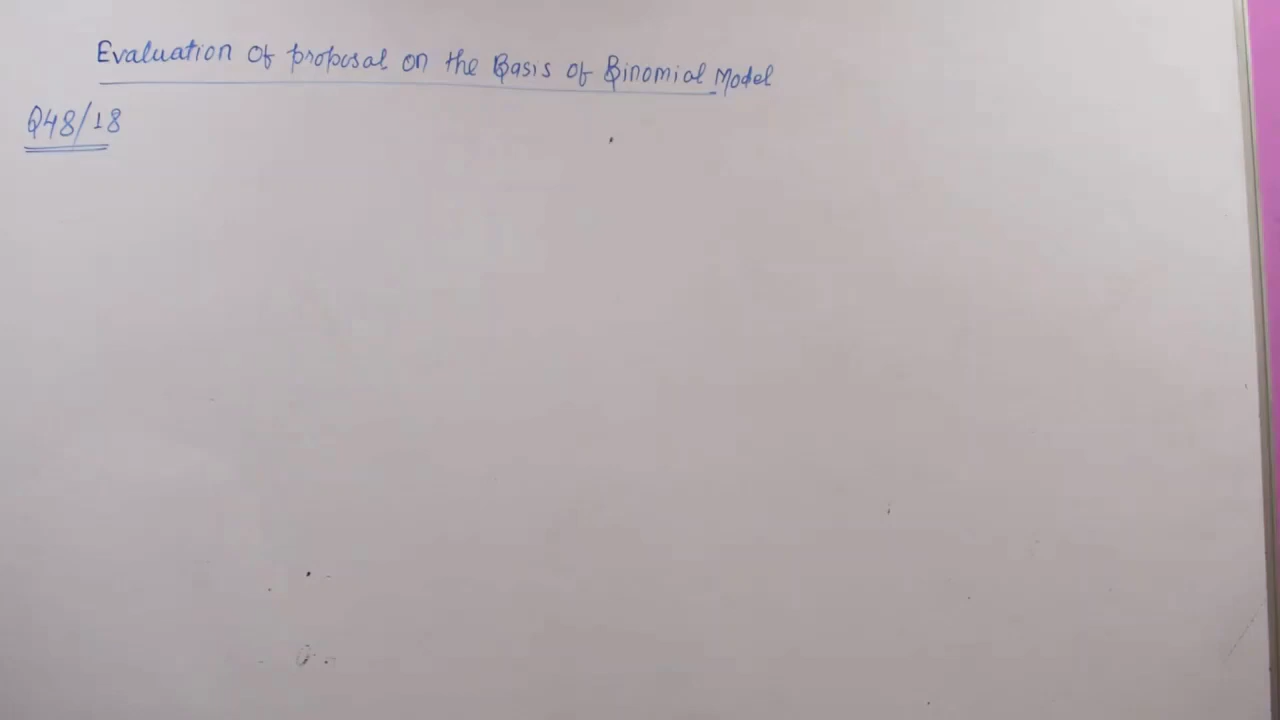 Evaluation of proposal on the Basis of Binomial Model
Q48/18